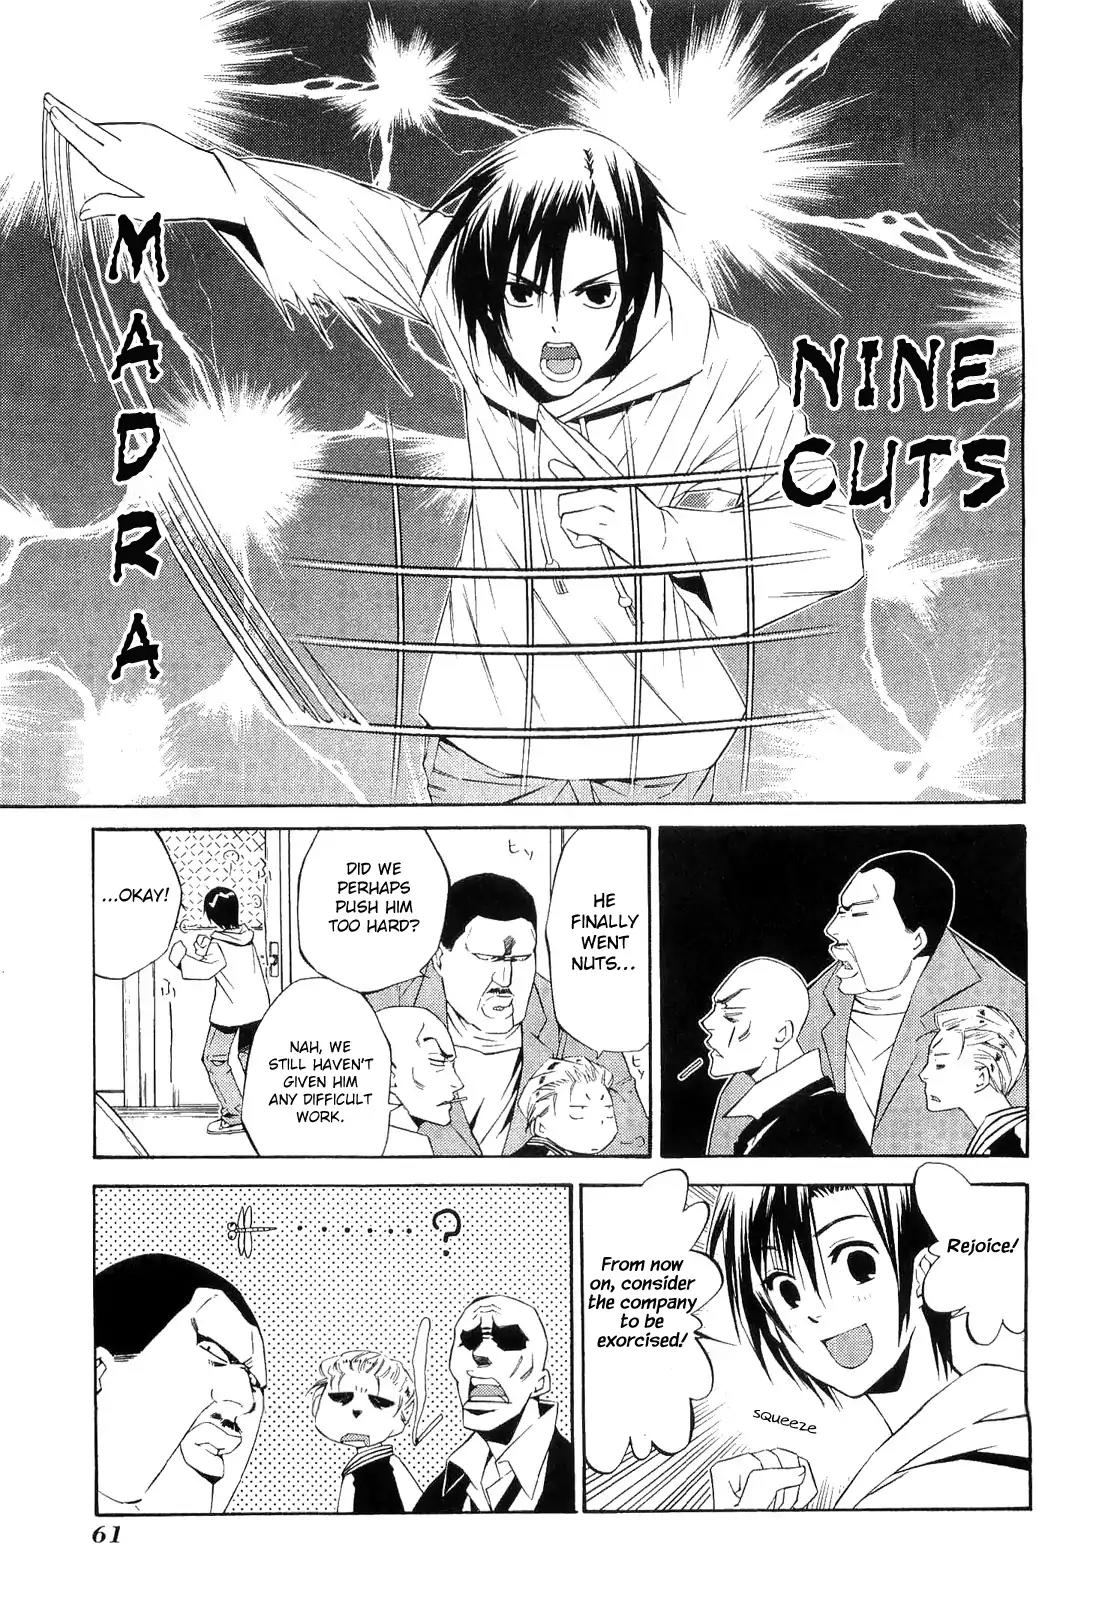 NINE
CUTS
MADRA
HE
FINALLY
WENT
NUTS...
DID WE
PERHAPS
PUSH HIM
TOO HARD?
NAH, WE
STILL HAVEN'T
GIVEN HIM
ANY DIFFICULT
WORK.
...OKAY!
Rejoice!
From now
on, consider
the company
to be
exorcised!
squeeze
.........?
61